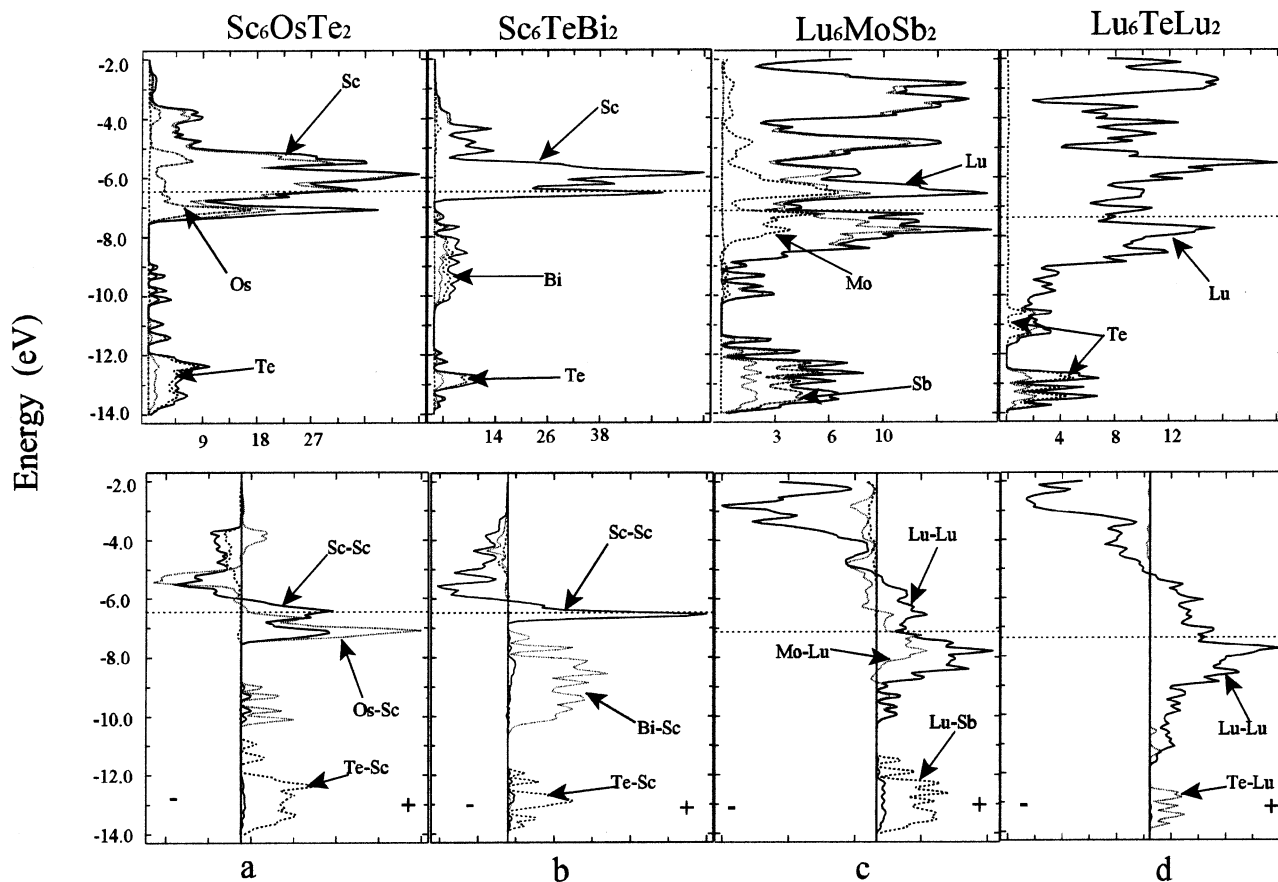 Sc₆OsTe₂ Sc₆TeBi₂ Lu₆MoSb₂ Lu₆TeLu₂
Energy (eV)
-2.0
-4.0
-6.0
-8.0
-10.0
-12.0
-14.0
Sc
Os
Te
9 18 27
Sc
Bi
Te
14 26 38
Lu
Mo
Sb
3 6 10
Lu
Te
4 8 12
-2.0
-4.0
-6.0
-8.0
-10.0
-12.0
-14.0
Sc-Sc
Os-Sc
Te-Sc
- +
Sc-Sc
Bi-Sc
Te-Sc
- +
Lu-Lu
Mo-Lu
Lu-Sb
- +
Lu-Lu
Te-Lu
- +
a b c d